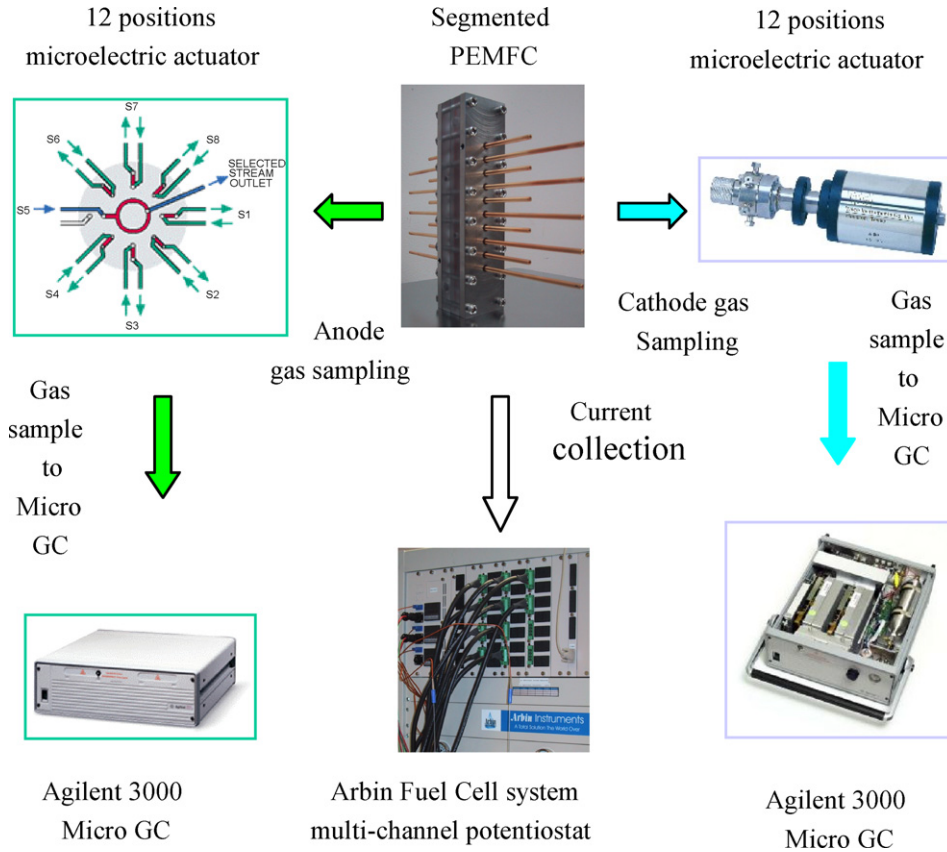 12 positions
microelectric actuator
Segmented
PEMFC
12 positions
microelectric actuator
S7
S6
S8
SELECTED
STREAM
OUTLET
S5
S1
S4
S2
S3
Anode
gas sampling
Cathode gas
Sampling
Gas
sample
to
Micro
GC
Current
collection
Gas
sample
to
Micro
GC
Arbin Instruments
Agilent 3000
Micro GC
Arbin Fuel Cell system
multi-channel potentiostat
Agilent 3000
Micro GC